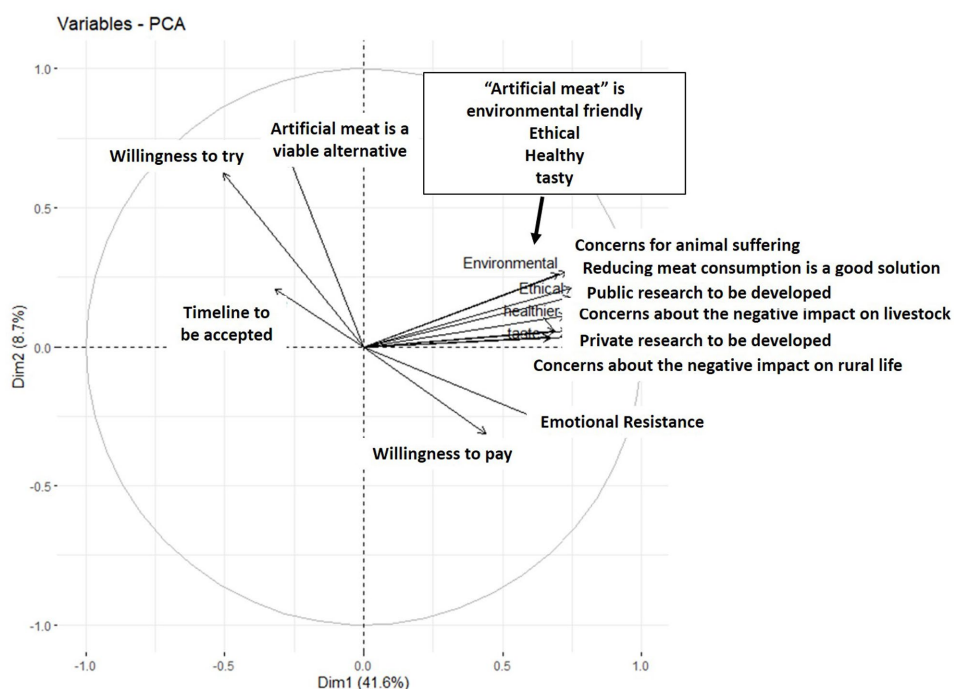 Variables - PCA
“Artificial meat” is
environmental friendly
Ethical
Healthy
tasty
Artificial meat is a
viable alternative
Willingness to try
Environmental
Ethical
healthier
taste
Concerns for animal suffering
Reducing meat consumption is a good solution
Public research to be developed
Concerns about the negative impact on livestock
Private research to be developed
Concerns about the negative impact on rural life
Timeline to
be accepted
Emotional Resistance
Willingness to pay
Dim2 (8.7%)
1.0
0.5
0.0
-0.5
-1.0
-1.0
-0.5
0.0
0.5
1.0
Dim1 (41.6%)